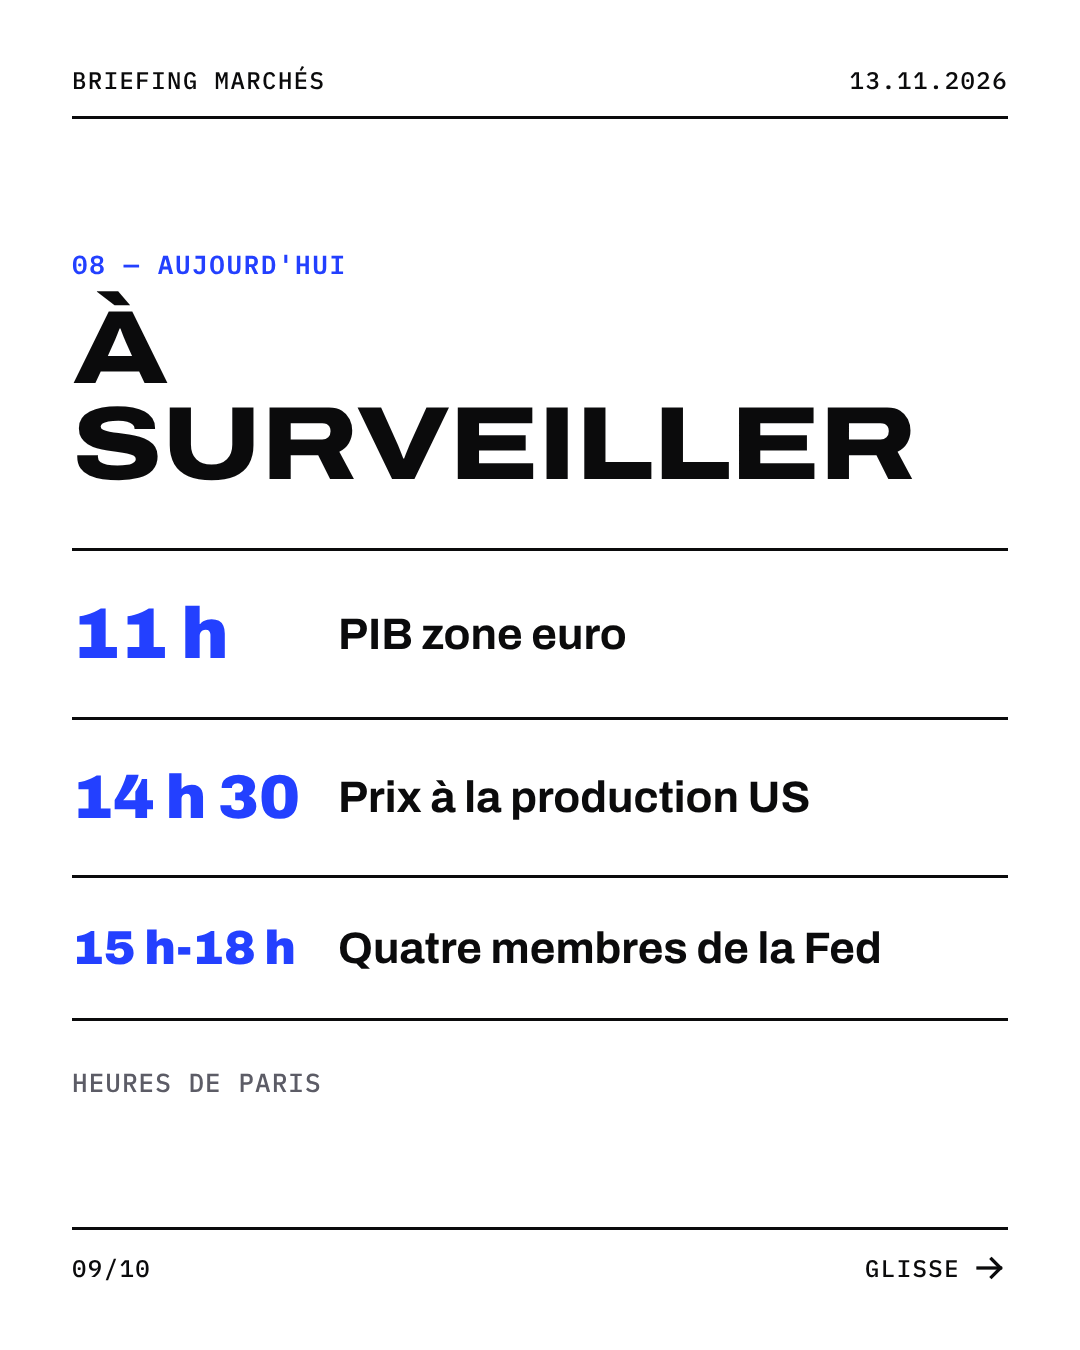 BRIEFING MARCHÉS
13.11.2026
08 — AUJOURD'HUI
À
SURVEILLER
11 h
PIB zone euro
14 h 30
Prix à la production US
15 h-18 h
Quatre membres de la Fed
HEURES DE PARIS
09/10
GLISSE →